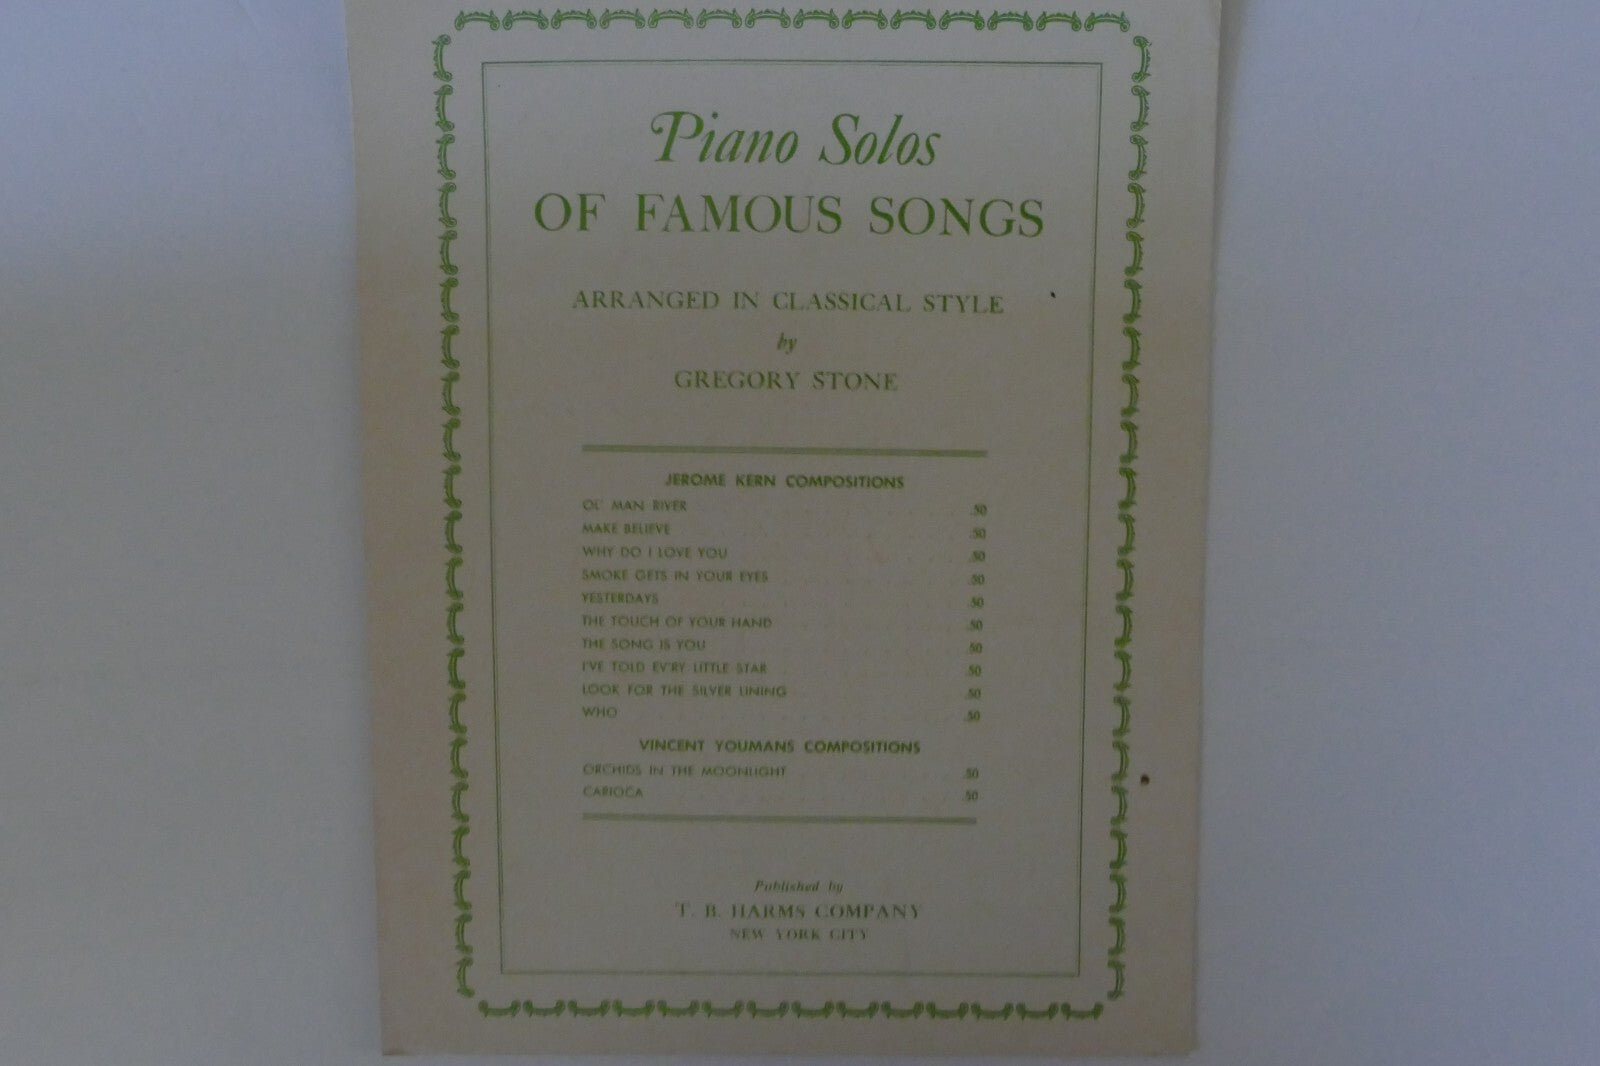 Piano Solos
OF FAMOUS SONGS
ARRANGED IN CLASSICAL STYLE
by
GREGORY STONE
JEROME KERN COMPOSITIONS
OL' MAN RIVER .50
MAKE BELIEVE .50
WHY DO I LOVE YOU .50
SMOKE GETS IN YOUR EYES .50
YESTERDAYS .50
THE TOUCH OF YOUR HAND .50
THE SONG IS YOU .50
I'VE TOLD EV'RY LITTLE STAR .50
LOOK FOR THE SILVER LINING .50
WHO .50
VINCENT YOUMANS COMPOSITIONS
ORCHIDS IN THE MOONLIGHT .50
CARIOCA .50
Published by
T. B. HARMS COMPANY
NEW YORK CITY